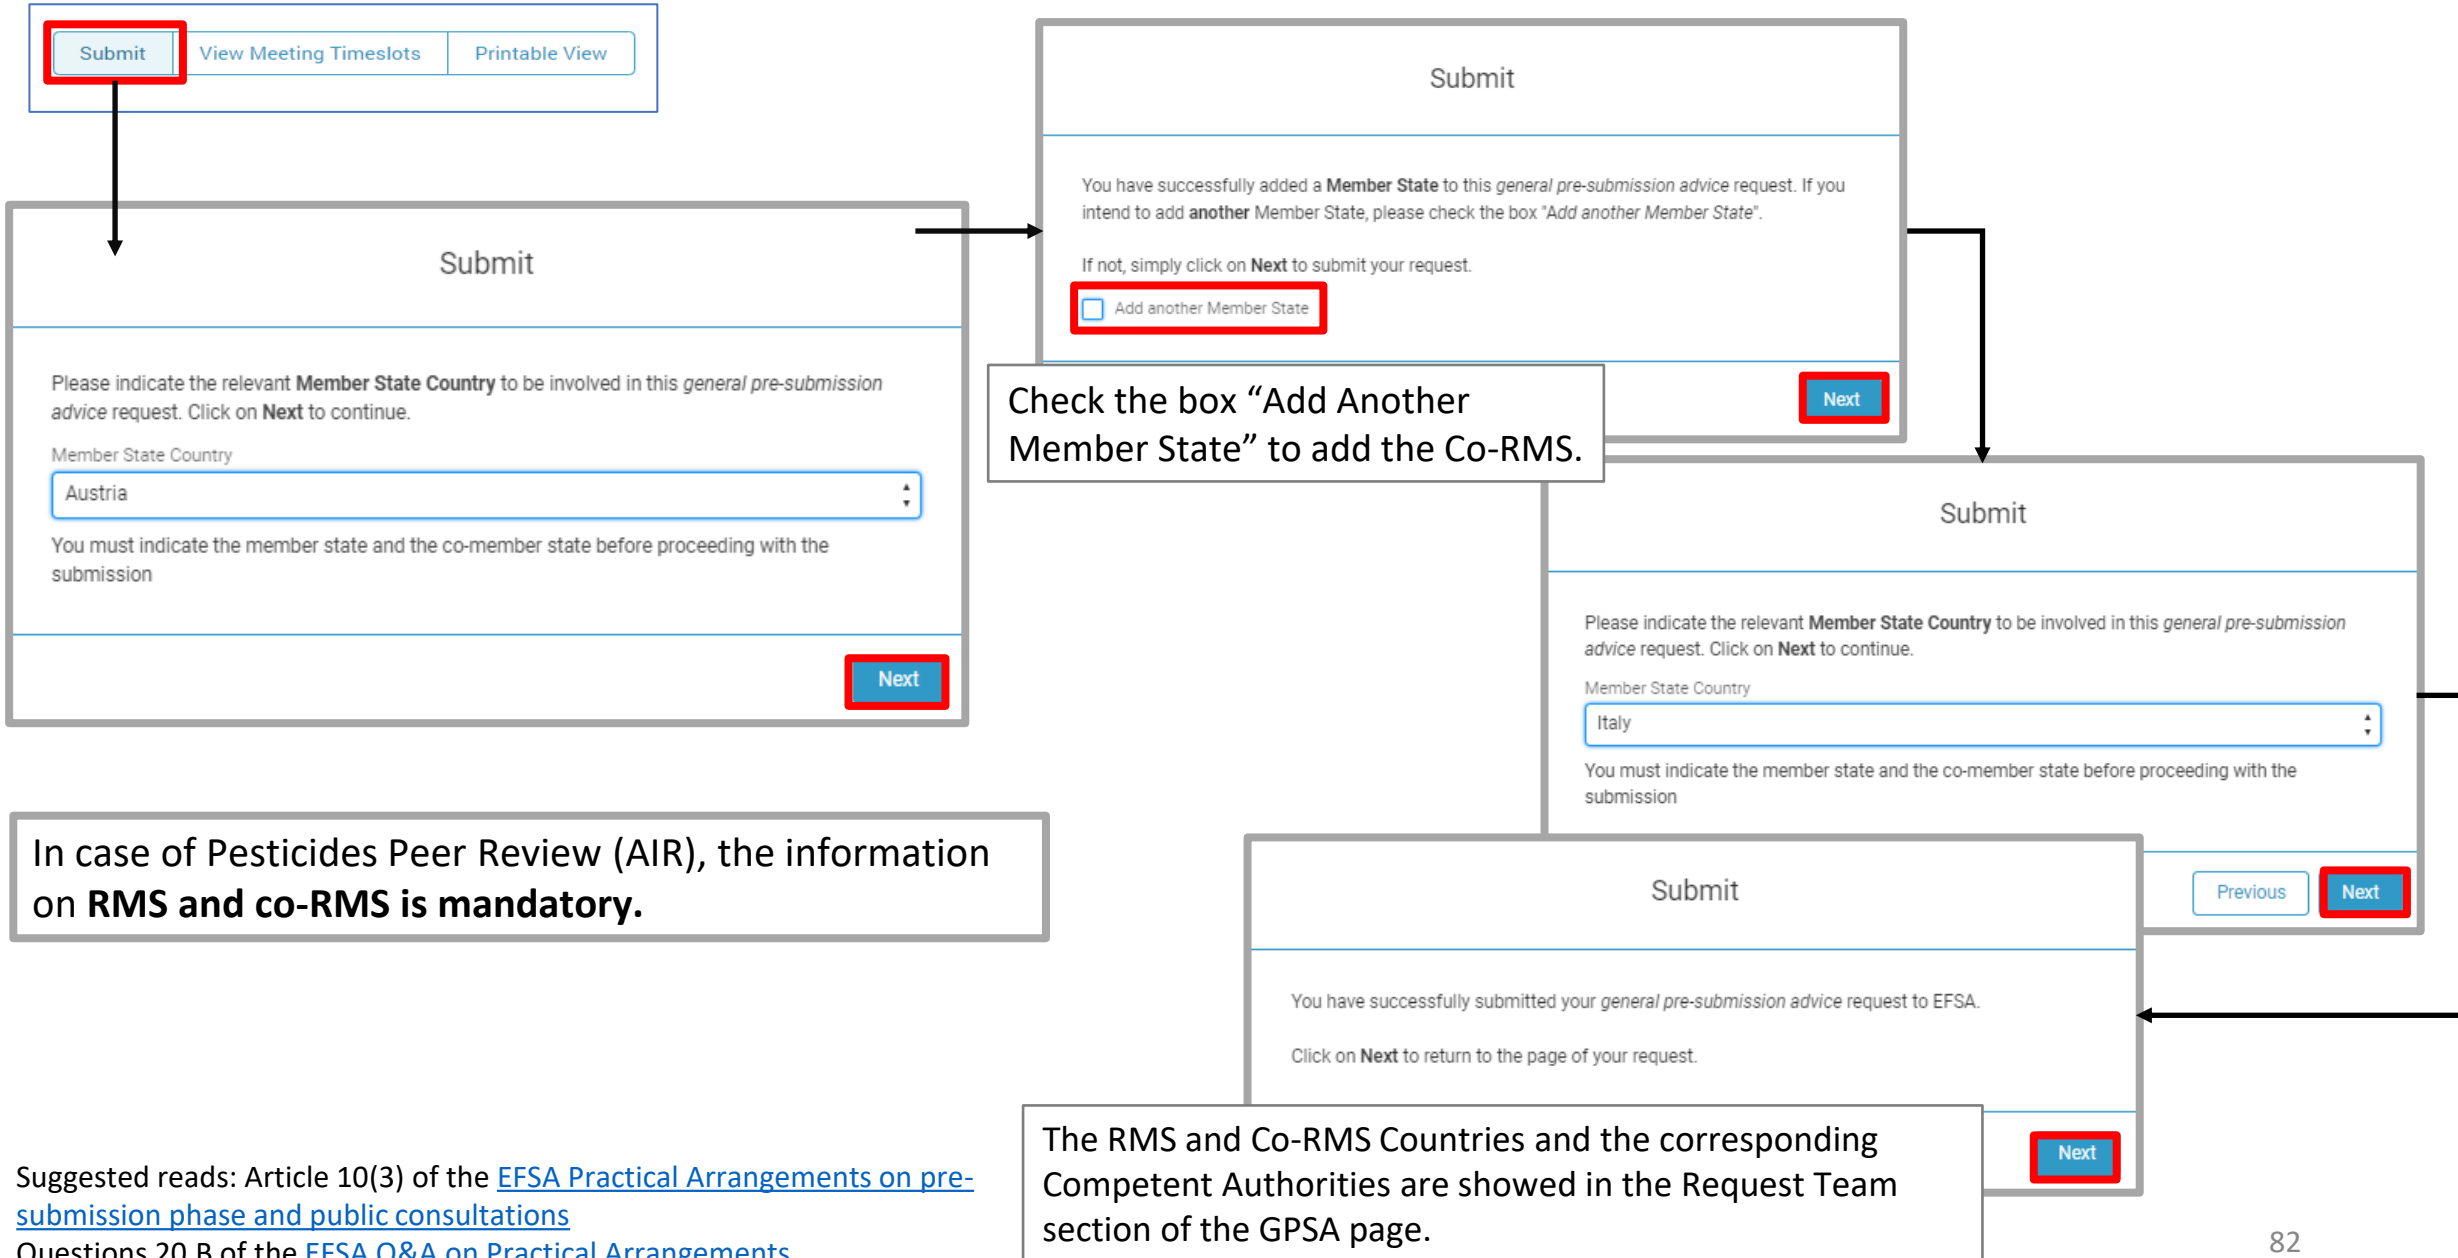 Submit View Meeting Timeslots Printable View
Submit
Please indicate the relevant Member State Country to be involved in this general pre-submission
advice request. Click on Next to continue.
Member State Country
Austria
You must indicate the member state and the co-member state before proceeding with the
submission
Next
Submit
You have successfully added a Member State to this general pre-submission advice request. If you
intend to add another Member State, please check the box "Add another Member State".
If not, simply click on Next to submit your request.
Add another Member State
Next
Check the box “Add Another
Member State” to add the Co-RMS.
Submit
Please indicate the relevant Member State Country to be involved in this general pre-submission
advice request. Click on Next to continue.
Member State Country
Italy
You must indicate the member state and the co-member state before proceeding with the
submission
Previous Next
In case of Pesticides Peer Review (AIR), the information
on RMS and co-RMS is mandatory.
Submit
You have successfully submitted your general pre-submission advice request to EFSA.
Click on Next to return to the page of your request.
Next
The RMS and Co-RMS Countries and the corresponding
Competent Authorities are showed in the Request Team
section of the GPSA page.
Suggested reads: Article 10(3) of the EFSA Practical Arrangements on pre-
submission phase and public consultations
Questions 20 B of the EFSA Q&A on Practical Arrangements
82